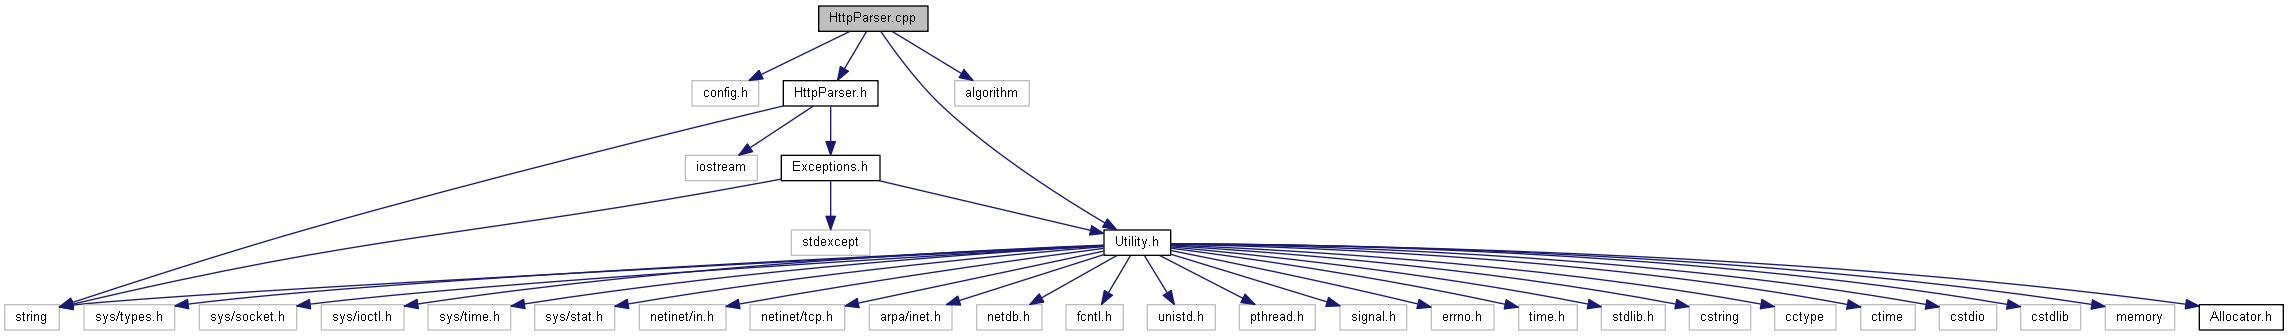 HttpParser.cpp
config.h
HttpParser.h
algorithm
iostream
Exceptions.h
stdexcept
Utility.h
string
sys/types.h
sys/socket.h
sys/ioctl.h
sys/time.h
sys/stat.h
netinet/in.h
netinet/tcp.h
arpa/inet.h
netdb.h
fcntl.h
unistd.h
pthread.h
signal.h
errno.h
time.h
stdlib.h
cstring
cctype
ctime
cstdio
cstdlib
memory
Allocator.h